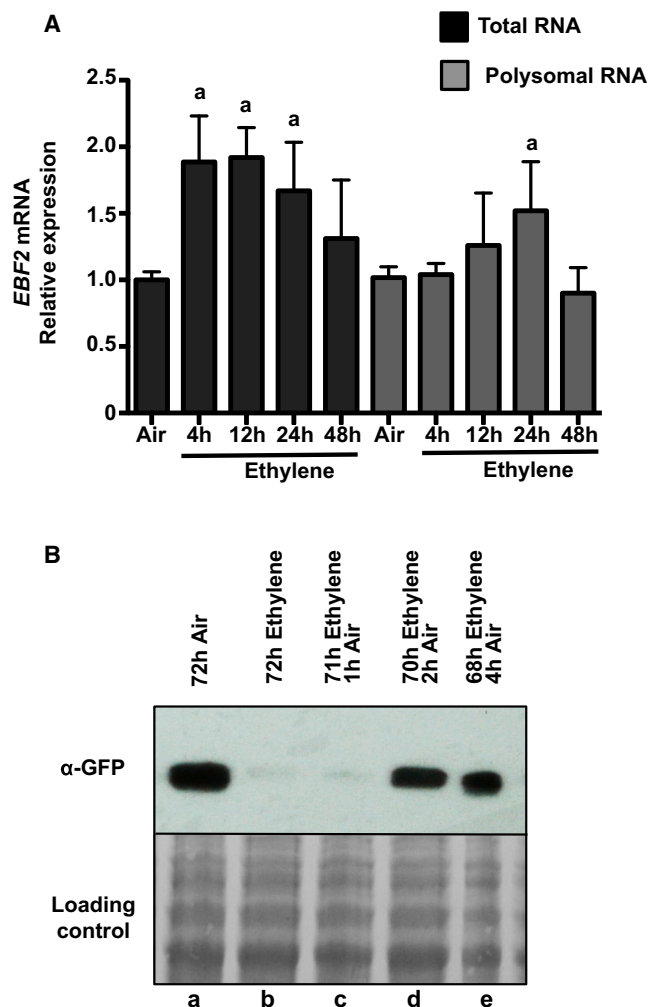 A
Total RNA
Polysomal RNA
EBF2 mRNA
Relative expression
2.5
2.0
1.5
1.0
0.5
0
a
a
a
a
Air
4h
12h
24h
48h
Air
4h
12h
24h
48h
Ethylene
Ethylene
B
72h Air
72h Ethylene
71h Ethylene
1h Air
70h Ethylene
2h Air
68h Ethylene
4h Air
α-GFP
Loading
control
a
b
c
d
e